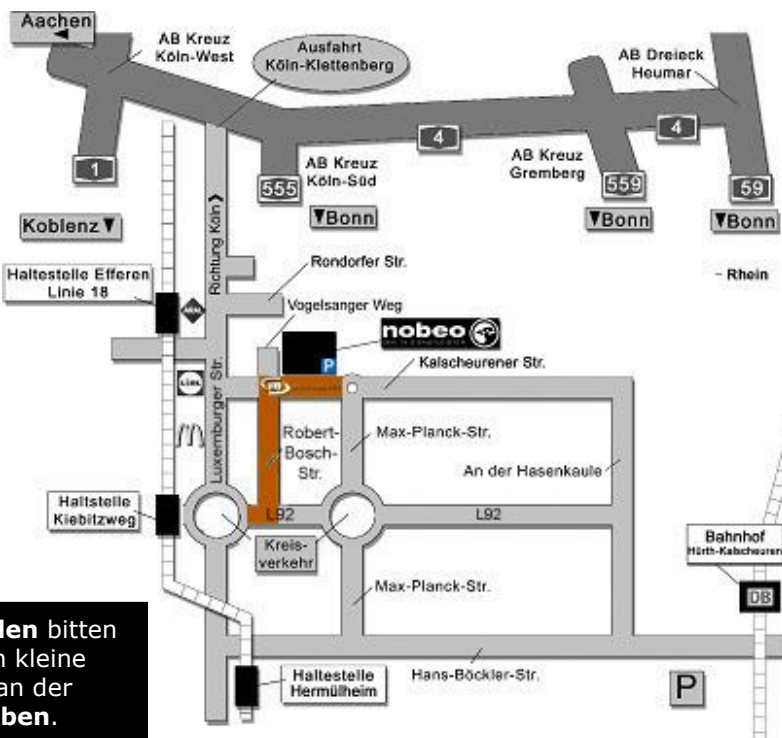 Aachen
AB Kreuz
Köln-West
Ausfahrt
Köln-Klettenberg
AB Dreieck
Heumar
1
555
AB Kreuz
Köln-Süd
4
AB Kreuz
Gremberg
559
4
59
Koblenz
Bonn
Bonn
Bonn
Richtung Köln
Haltestelle Efferen
Linie 18
Rondorfer Str.
- Rhein
Vogelsanger Weg
nobeo
P
Kalscheurener Str.
LIDL
Luxemburger Str.
Robert-
Bosch-
Str.
Max-Planck-Str.
An der Hasenkaule
Haltstelle
Kiebitzweg
L92
L92
Kreis-
verkehr
Bahnhof
Hürth-Kalscheuren
DB
Max-Planck-Str.
len bitten
n kleine
an der
ben.
Haltestelle
Hermülheim
Hans-Böckler-Str.
P